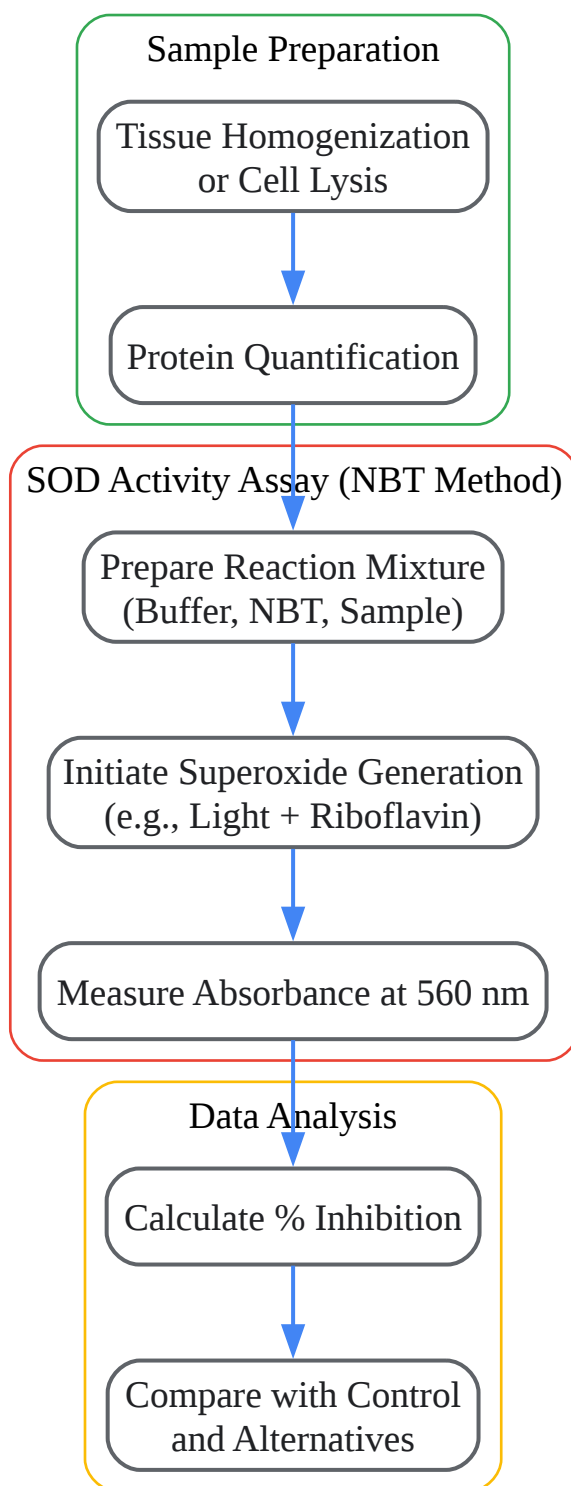 Sample Preparation
Tissue Homogenization
or Cell Lysis
Protein Quantification
SOD Activity Assay (NBT Method)
Prepare Reaction Mixture
(Buffer, NBT, Sample)
Initiate Superoxide Generation
(e.g., Light + Riboflavin)
Measure Absorbance at 560 nm
Data Analysis
Calculate % Inhibition
Compare with Control
and Alternatives